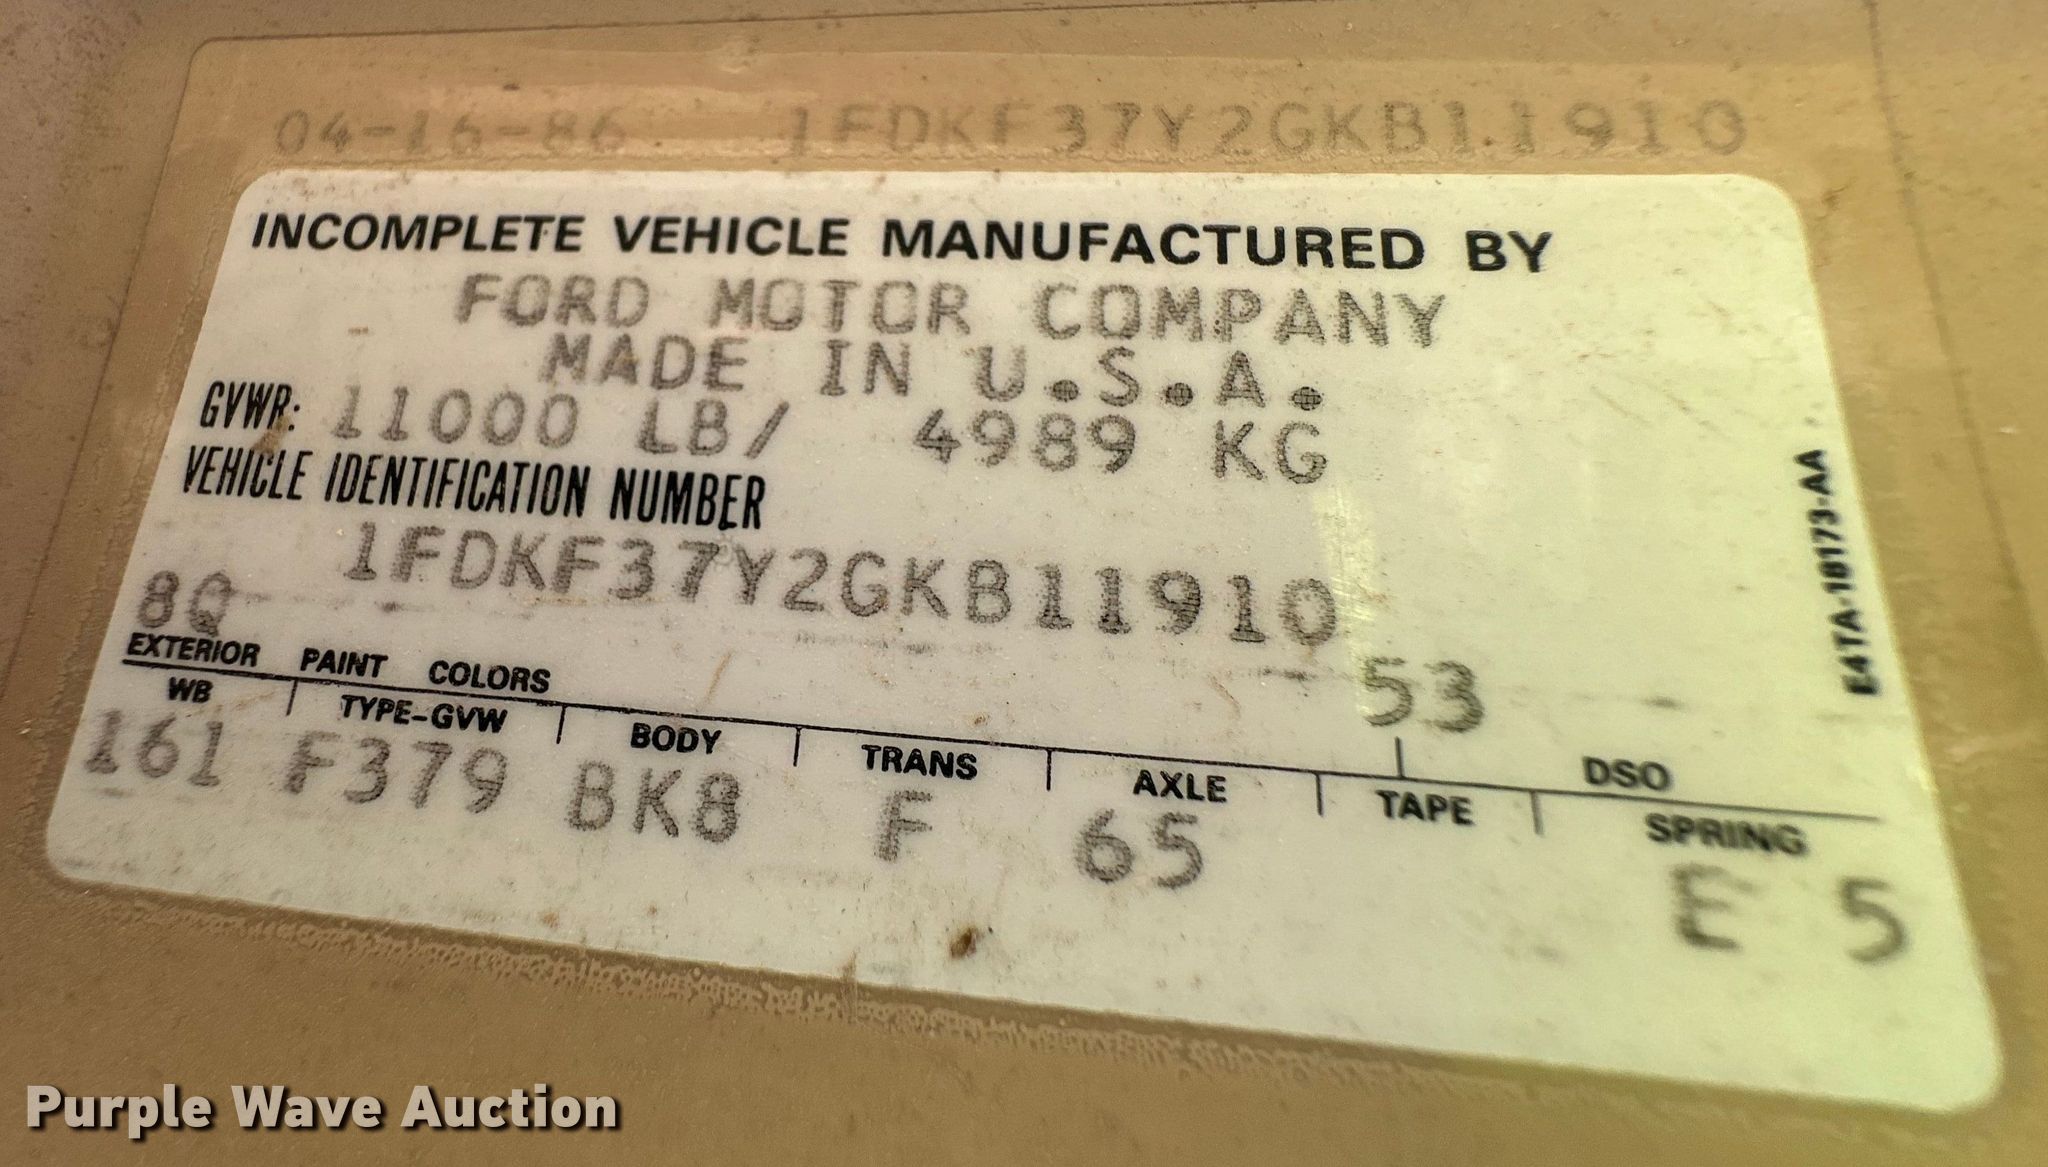 04-16-86 1FDKF37Y2GKB11910
INCOMPLETE VEHICLE MANUFACTURED BY
FORD MOTOR COMPANY
MADE IN U.S.A.
GVWR: 11000 LB/ 4989 KG
VEHICLE IDENTIFICATION NUMBER
1FDKF37Y2GKB11910
8Q
53
EXTERIOR PAINT COLORS DSO
WB TYPE-GVW BODY TRANS AXLE TAPE SPRING
161 F379 BK8 F 65 E 5
E4TA-18173-AA
Purple Wave Auction